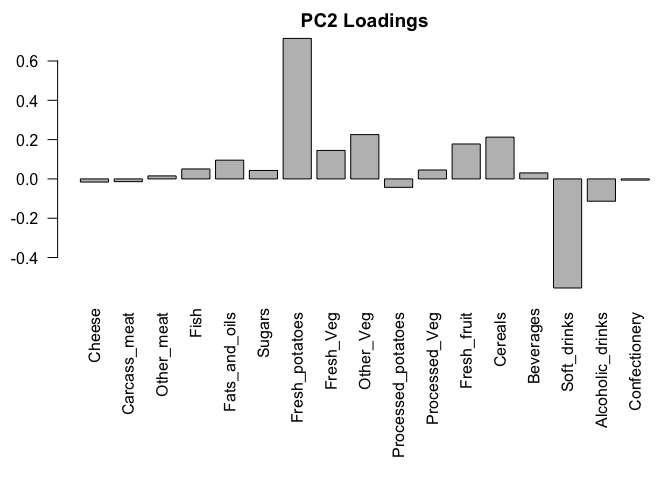 PC2 Loadings
0.6
0.4
0.2
0.0
-0.2
-0.4
Cheese
Carcass_meat
Other_meat
Fish
Fats_and_oils
Sugars
Fresh_potatoes
Fresh_Veg
Other_Veg
Processed_potatoes
Processed_Veg
Fresh_fruit
Cereals
Beverages
Soft_drinks
Alcoholic_drinks
Confectionery